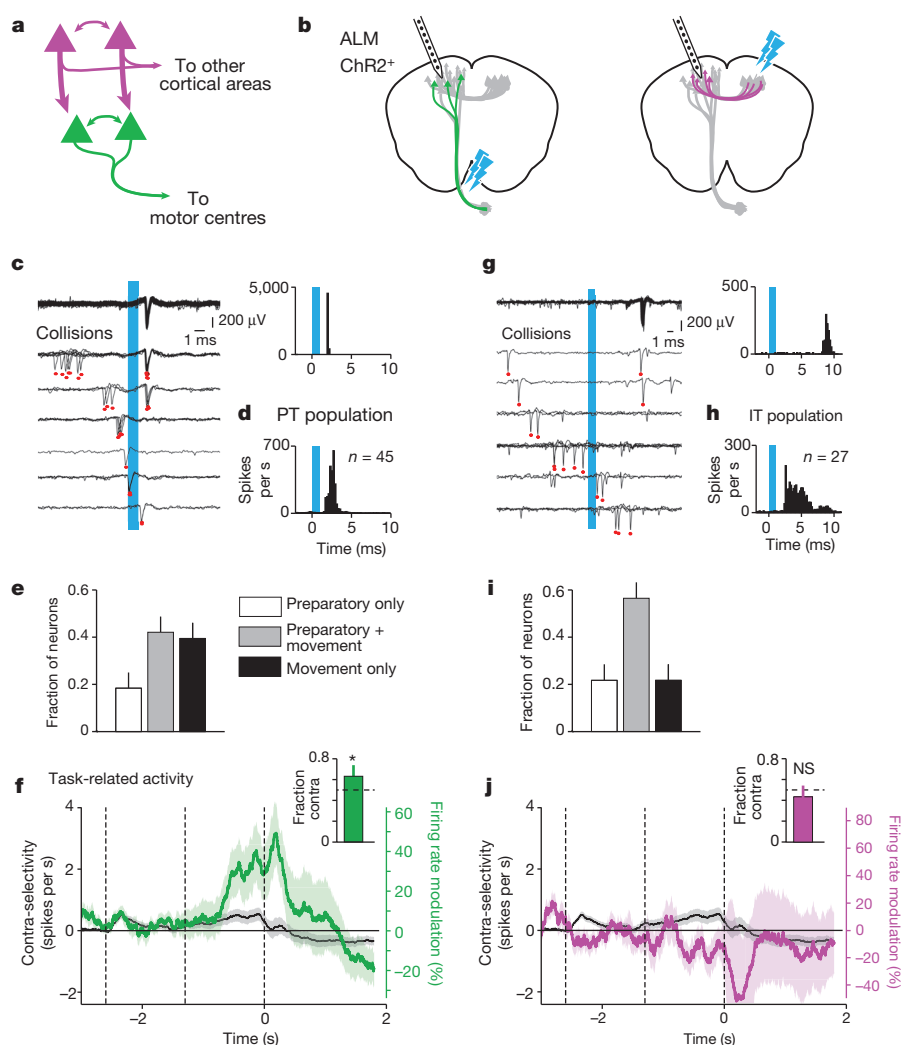 a
To other
cortical areas
To
motor centres
b
ALM
ChR2+
c
200 µV
1 ms
Collisions
5,000
0
0 5 10
d PT population
700
Spikes
per s
n = 45
0
0 5 10
Time (ms)
g
200 µV
1 ms
Collisions
500
0
0 5 10
h IT population
300
Spikes
per s
n = 27
0
0 5 10
Time (ms)
e
Fraction of neurons
0.6
0.4
0.2
0
Preparatory only
Preparatory +
movement
Movement only
i
Fraction of neurons
0.6
0.4
0.2
0
f Task-related activity
Contra-selectivity
(spikes per s)
4
2
0
−2
−2 0 2
Time (s)
Fraction
contra
0.8
0
*
60
40
20
0
−20
Firing rate modulation (%)
j
Contra-selectivity
(spikes per s)
4
2
0
−2
−2 0 2
Time (s)
Fraction
contra
0.8
0
NS
80
60
40
20
0
−20
−40
Firing rate modulation (%)